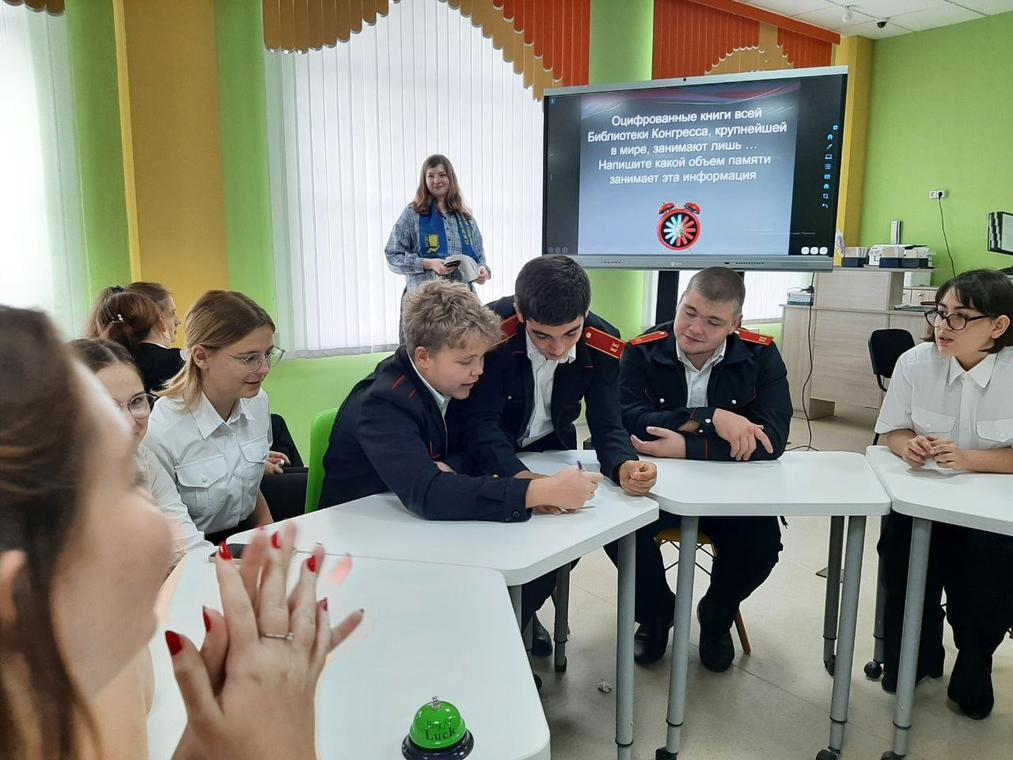 Оцифрованные книги всей
Библиотеки Конгресса, крупнейшей
в мире, занимают лишь ...
Напишите какой объем памяти
занимает эта информация
Luck